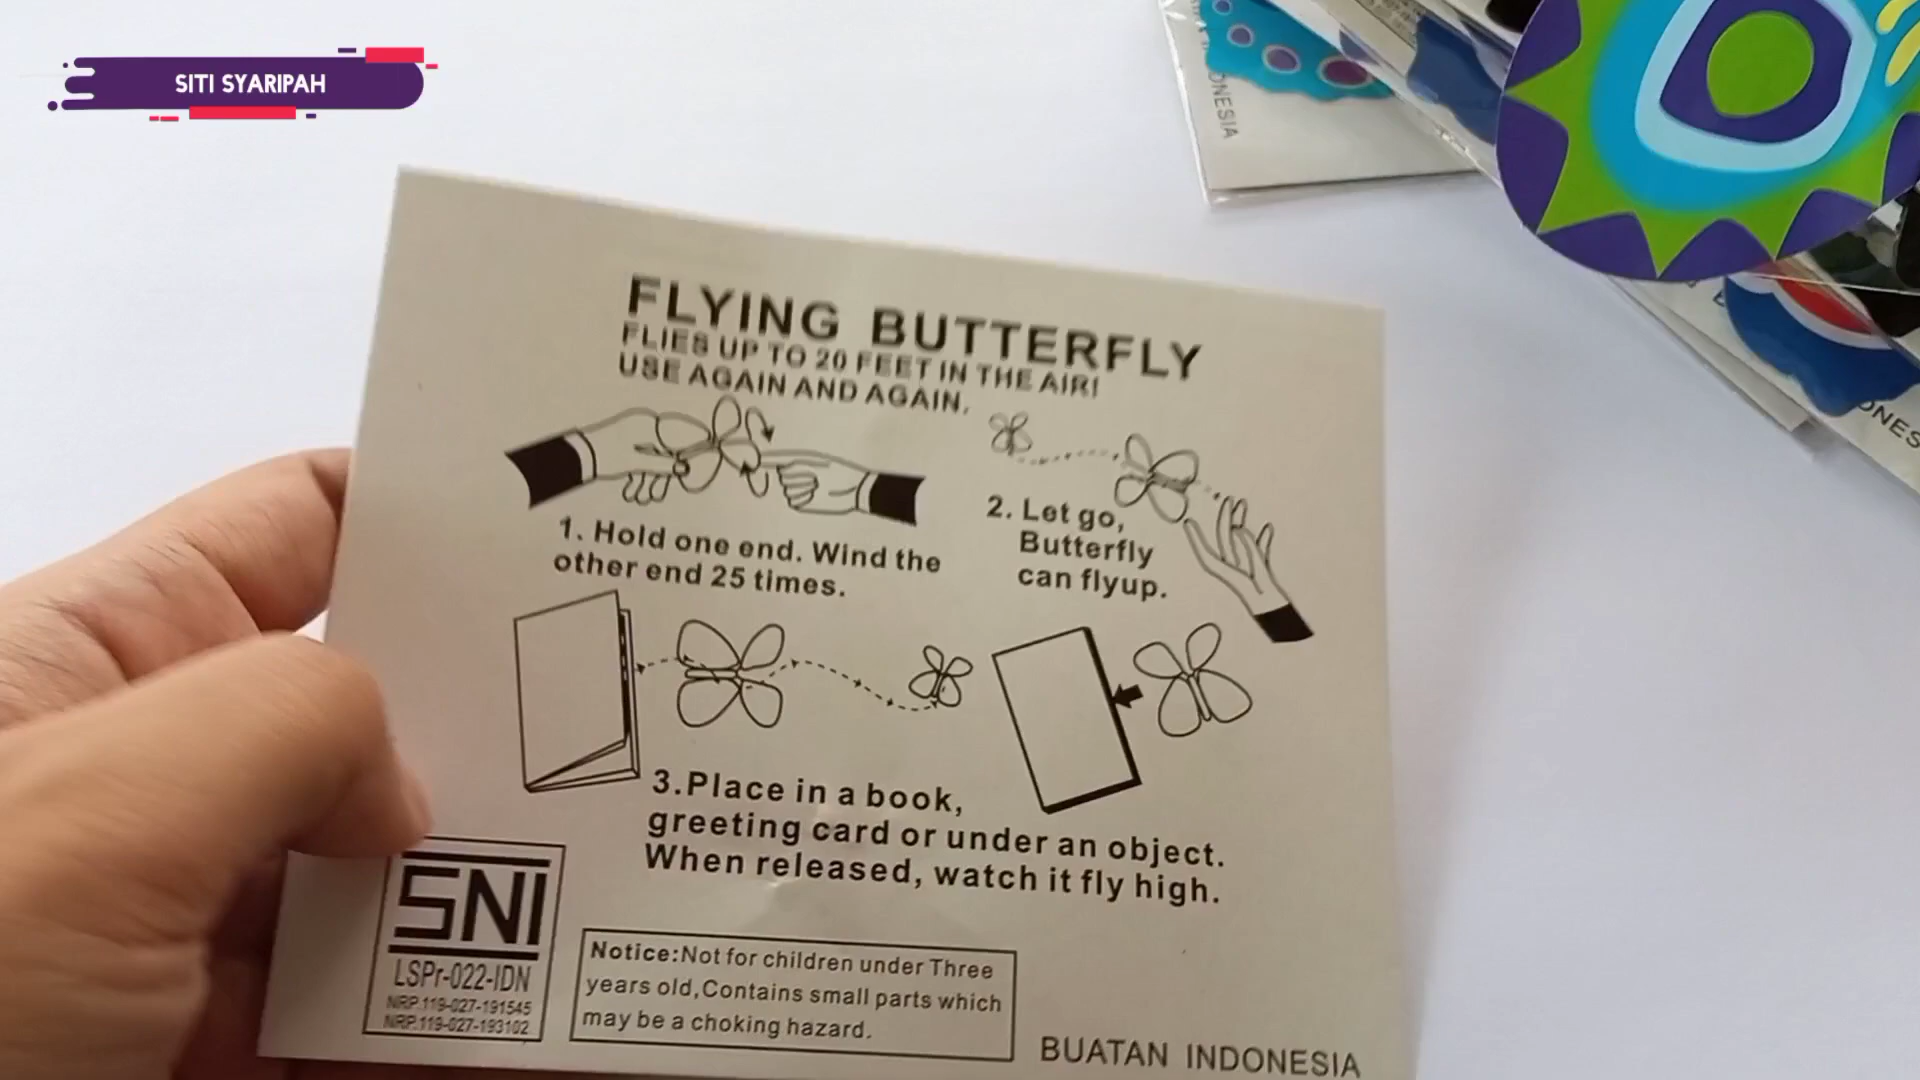 SITI SYARIPAH
ONESIA
FLYING BUTTERFLY
FLIES UP TO 20 FEET IN THE AIR!
USE AGAIN AND AGAIN.
1. Hold one end. Wind the
other end 25 times.
2. Let go,
Butterfly
can flyup.
3.Place in a book,
greeting card or under an object.
When released, watch it fly high.
SNI
LSPr-022-IDN
NRP.119-027-191545
NRP.119-027-193102
Notice:Not for children under Three
years old,Contains small parts which
may be a choking hazard.
BUATAN INDONESIA
ONES